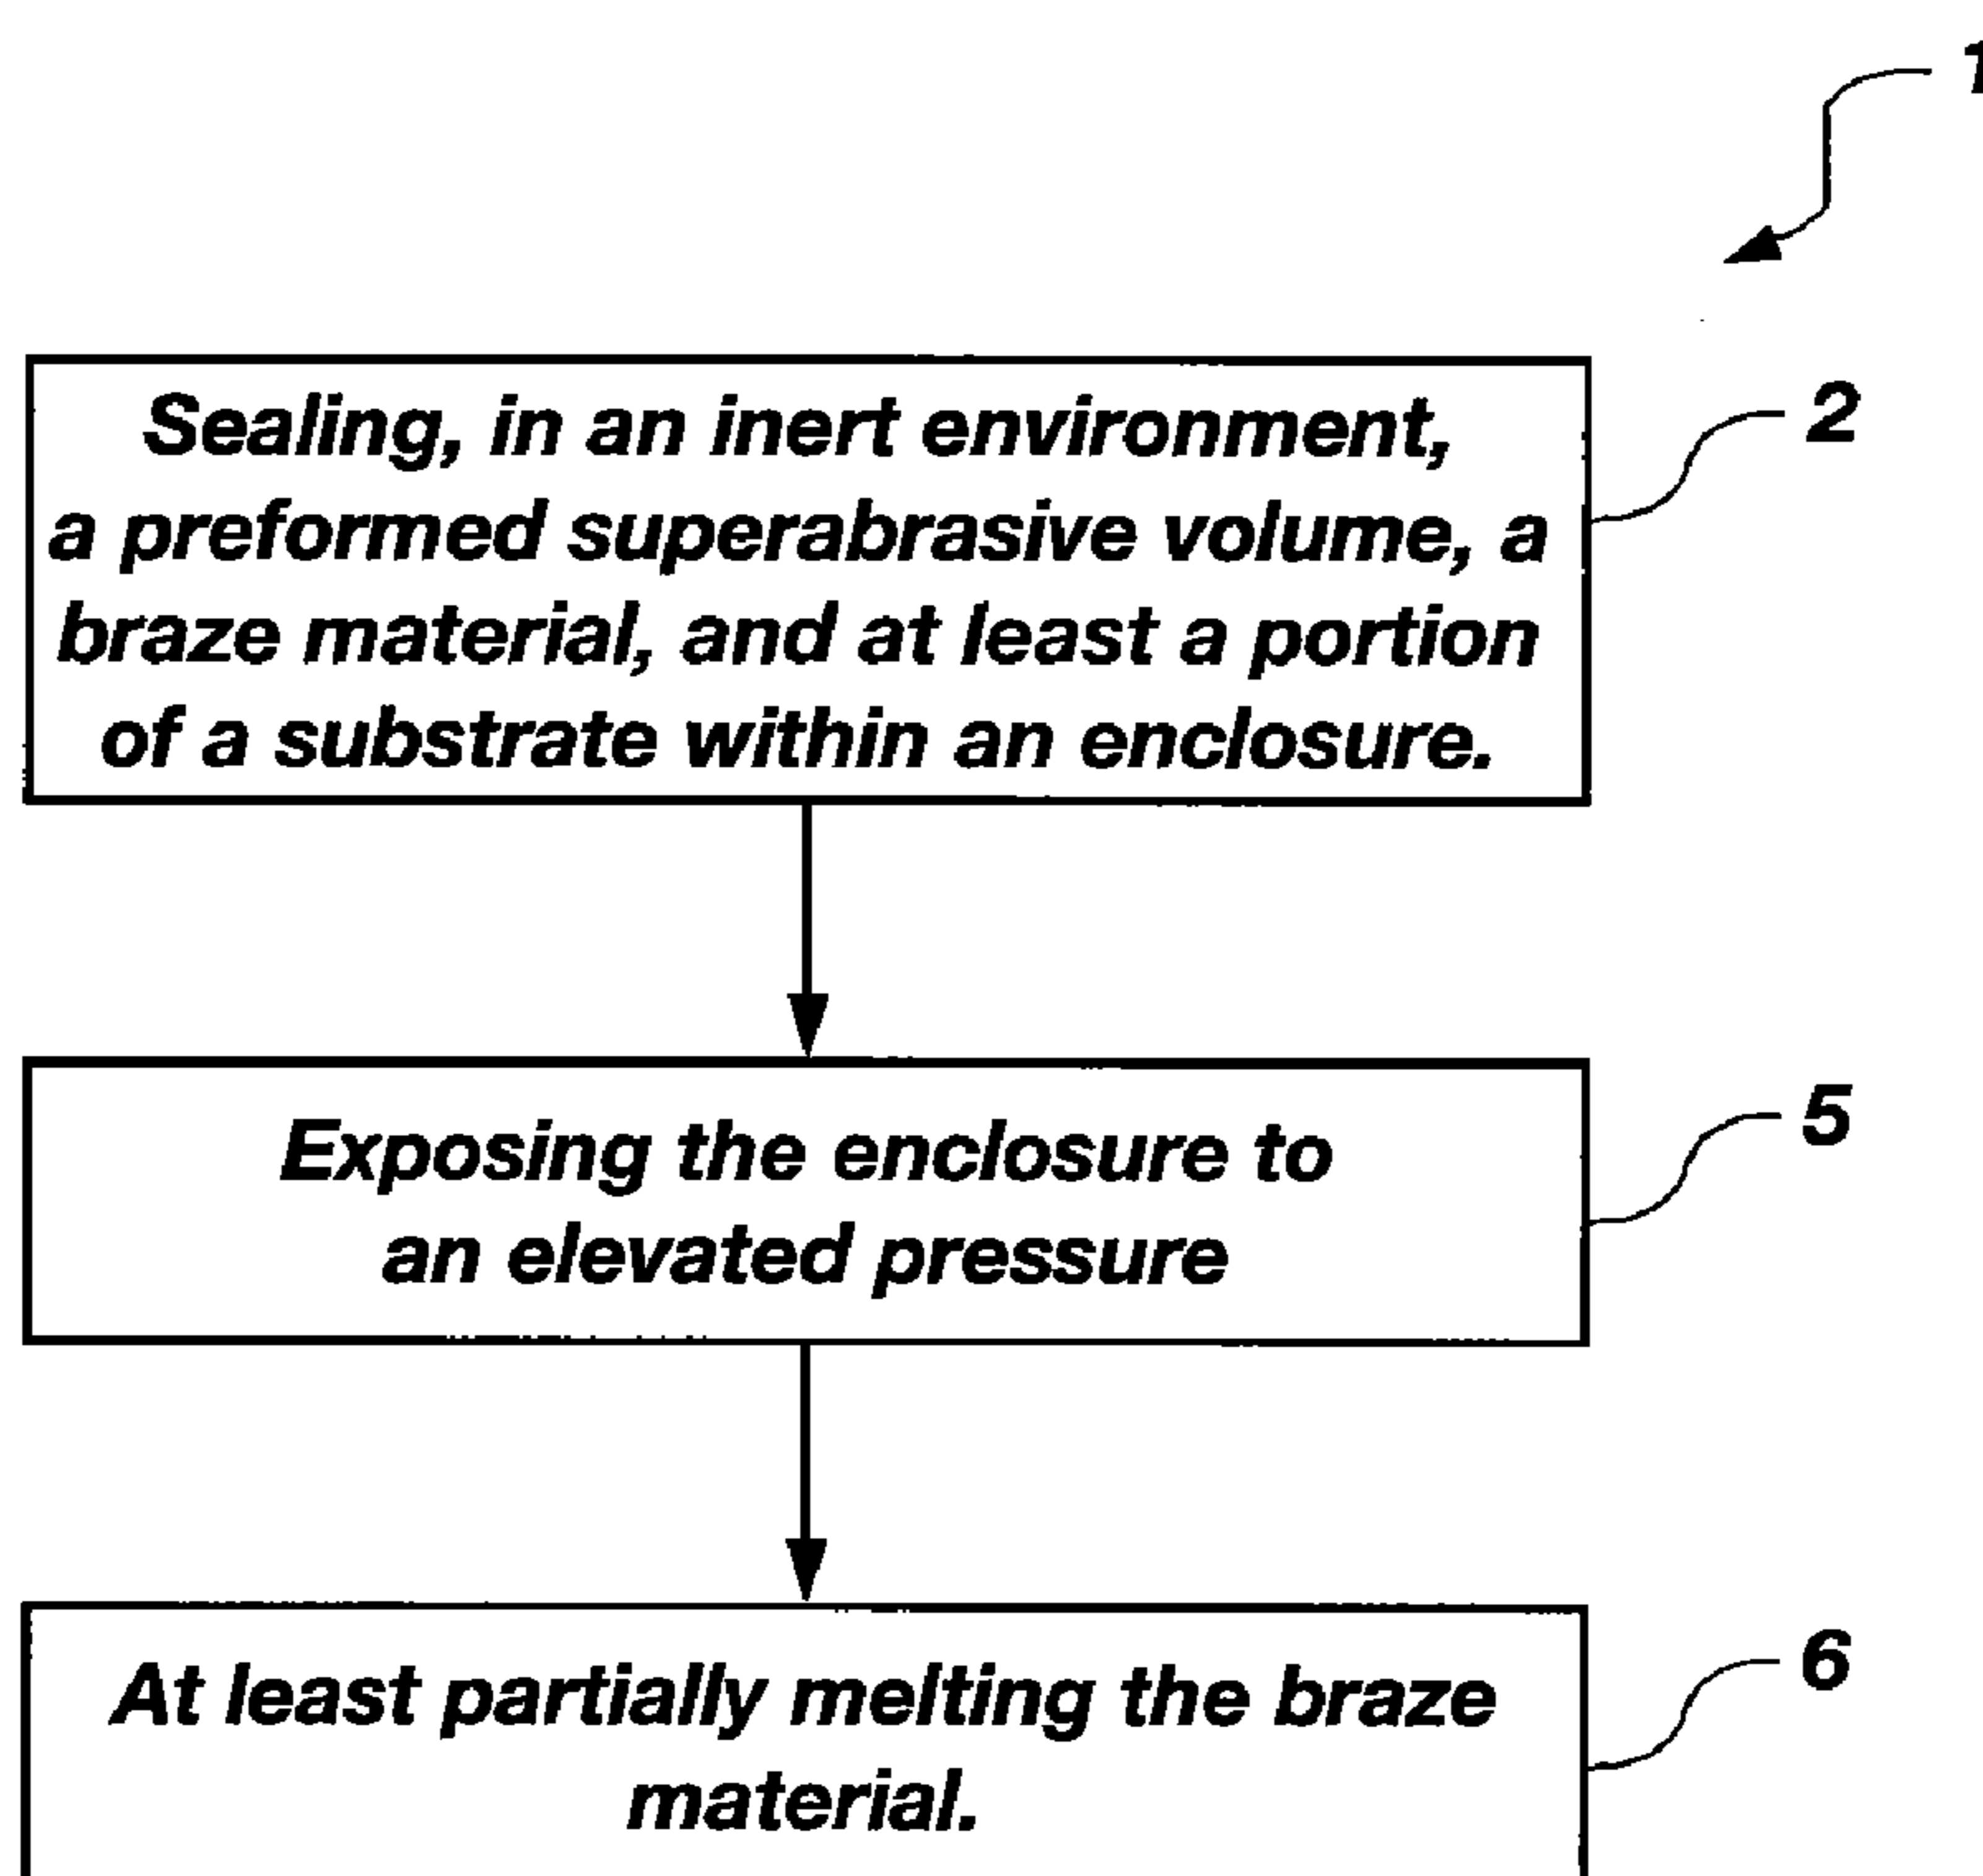 1
Sealing, in an inert environment,
2
a preformed superabrasive volume, a
braze material, and at least a portion
of a substrate within an enclosure.
5
Exposing the enclosure to
an elevated pressure
6
At least partially melting the braze
material.